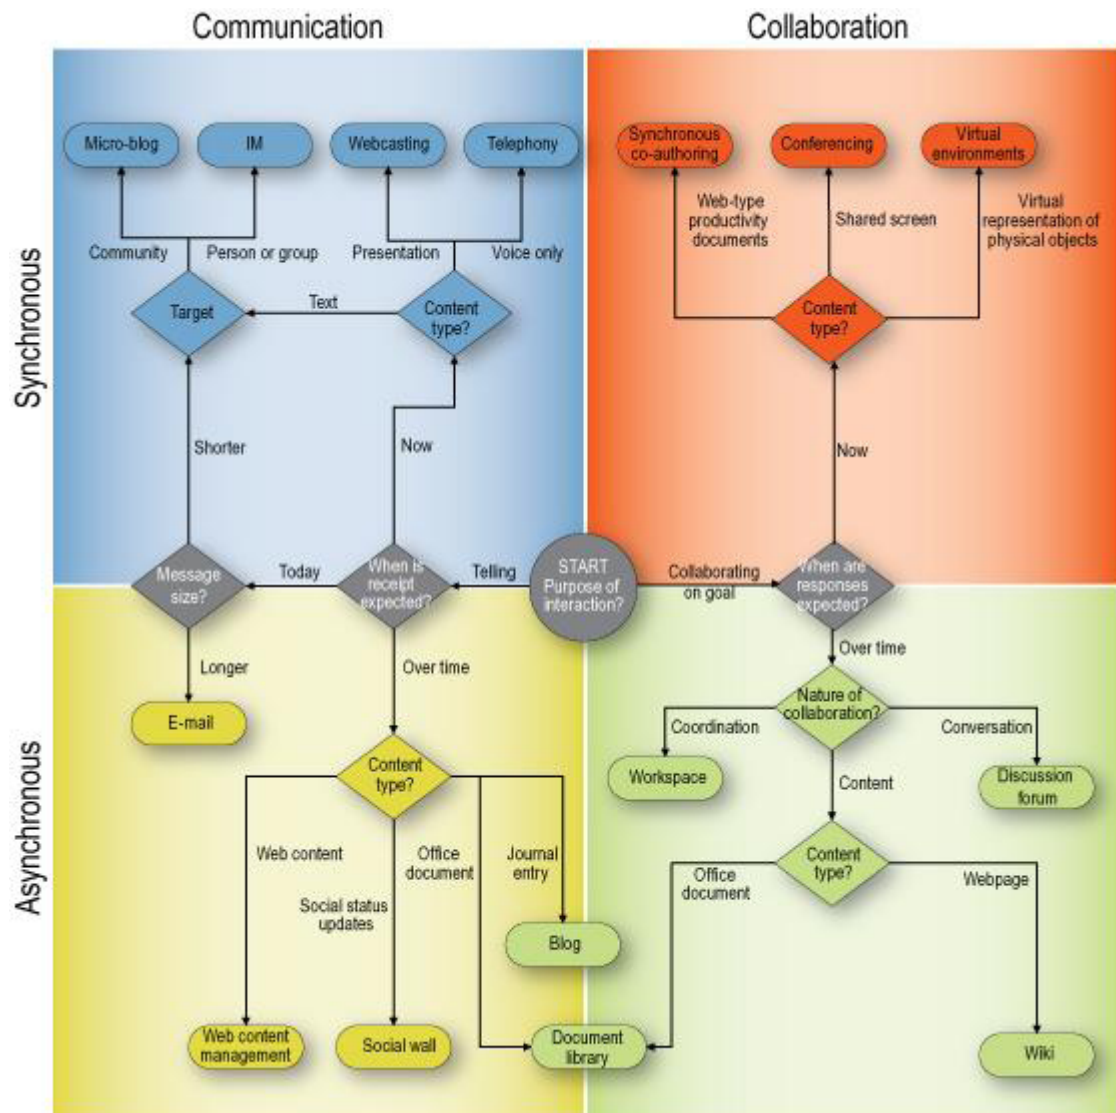 Communication
Collaboration
Synchronous
Asynchronous
Micro-blog
IM
Webcasting
Telephony
Synchronous
co-authoring
Conferencing
Virtual
environments
Web-type
productivity
documents
Shared screen
Virtual
representation of
physical objects
Community
Person or group
Presentation
Voice only
Target
Text
Content
type?
Content
type?
Shorter
Now
Now
Message
size?
Today
When is
receipt
expected?
Telling
START
Purpose of
interaction?
Collaborating
on goal
When are
responses
expected?
Longer
Over time
Over time
E-mail
Nature of
collaboration?
Coordination
Conversation
Workspace
Content
Discussion
forum
Content
type?
Web content
Social status
updates
Office
document
Journal
entry
Content
type?
Office
document
Webpage
Blog
Web content
management
Social wall
Document
library
Wiki